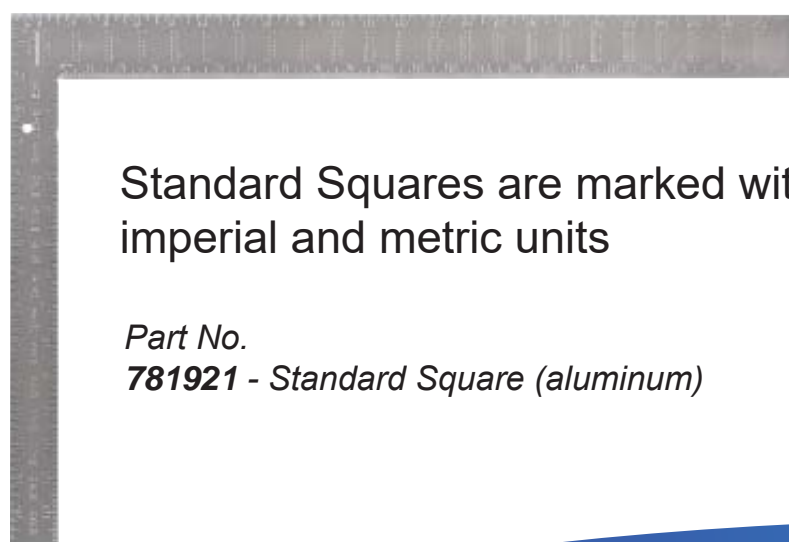 Standard Squares are marked wit
imperial and metric units
Part No.
781921 - Standard Square (aluminum)